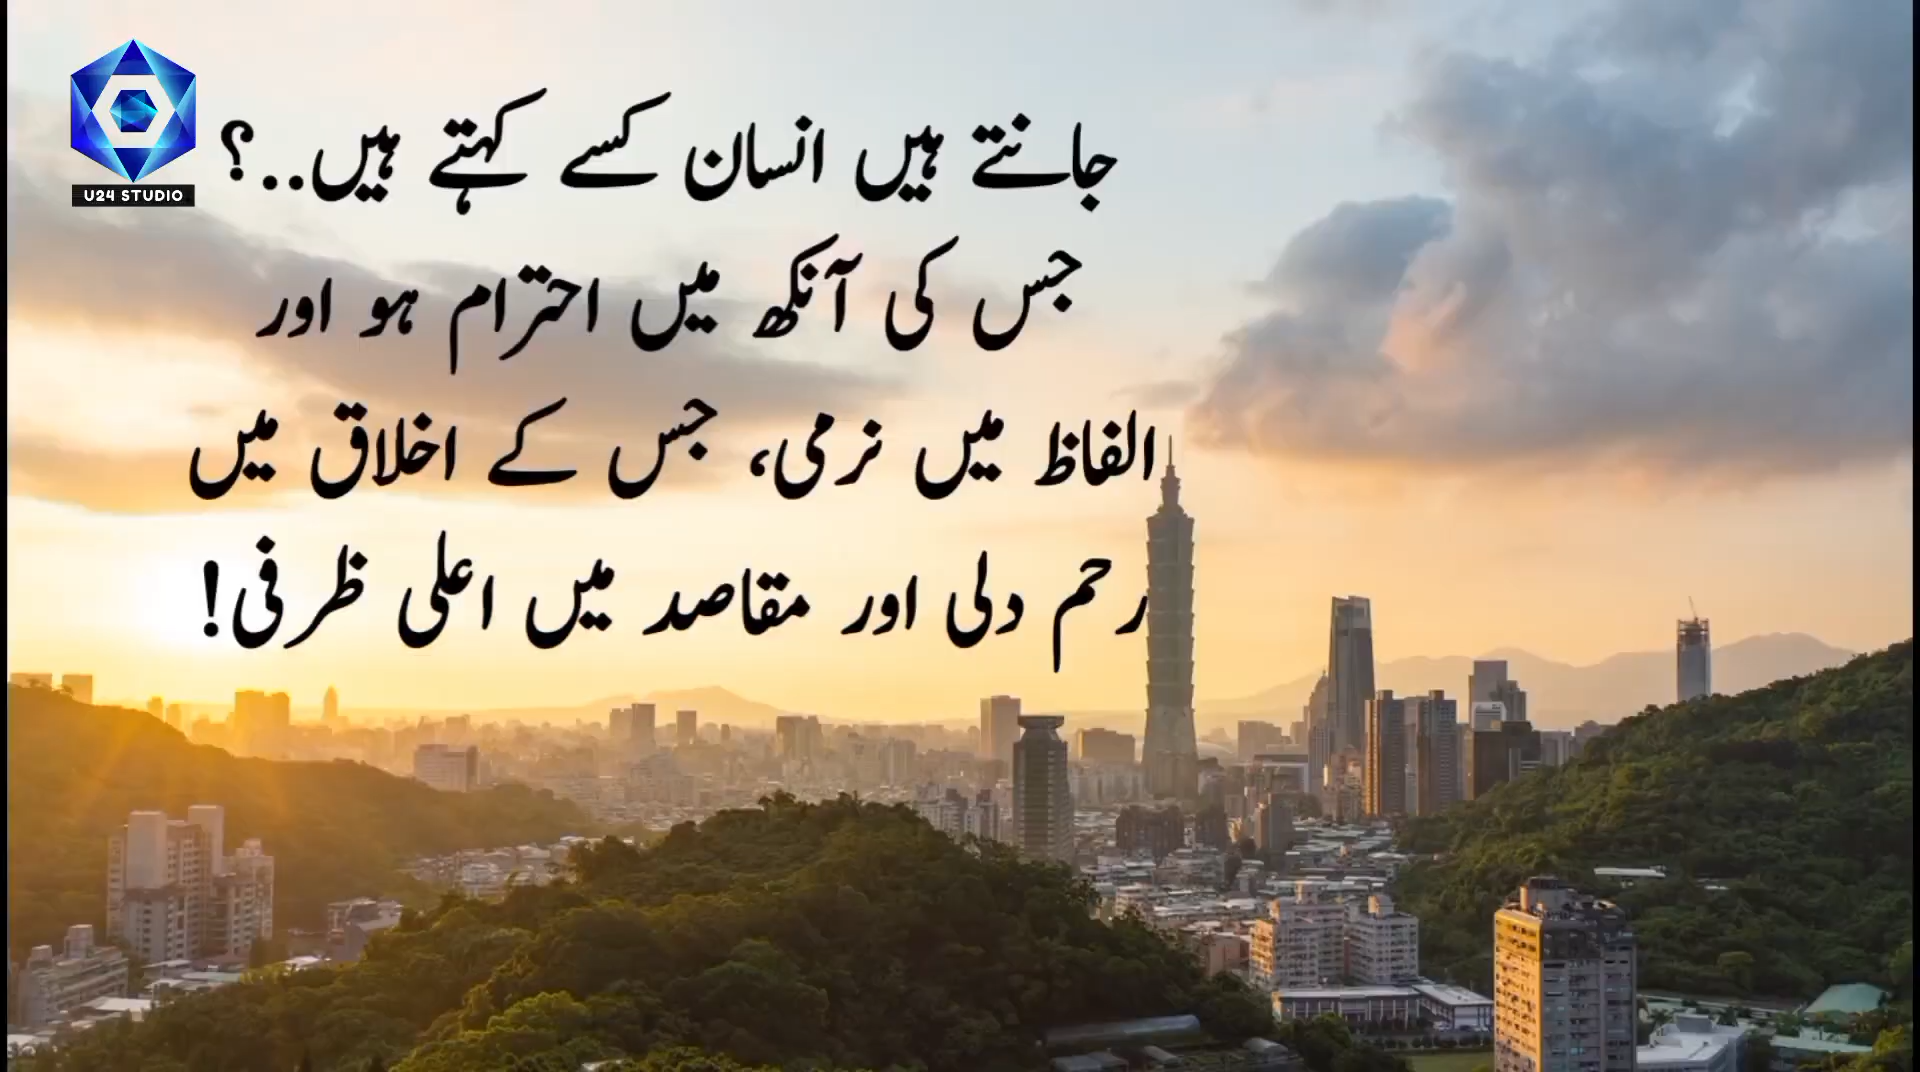 U24 STUDIO
جانتے ہیں انسان کسے کہتے ہیں..؟
جس کی آنکھ میں احترام ہو اور
الفاظ میں نرمی، جس کے اخلاق میں
رحم دلی اور مقاصد میں اعلی ظرفی!